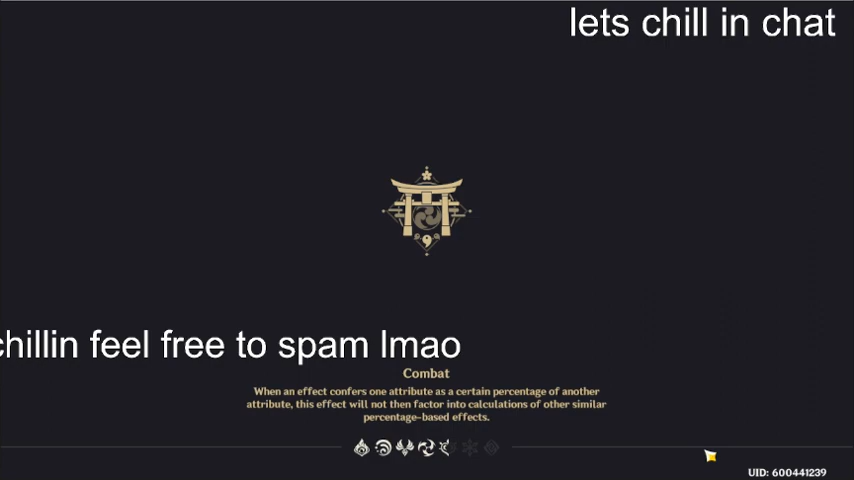 lets chill in chat
chillin feel free to spam lmao
Combat
When an effect confers one attribute as a certain percentage of another
attribute, this effect will not then factor into calculations of other similar
percentage-based effects.
UID: 600441239